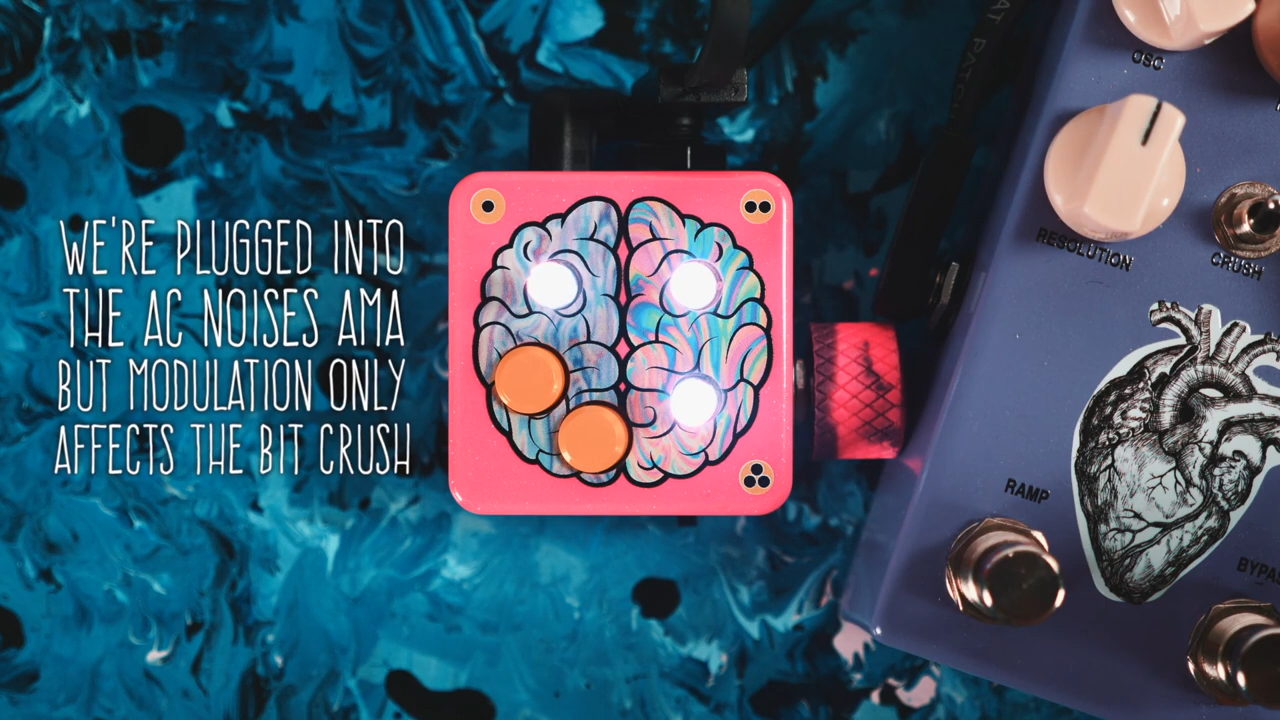 WE'RE PLUGGED INTO
THE AC NOISES AMA
BUT MODULATION ONLY
AFFECTS THE BIT CRUSH
OSC
RESOLUTION
CRUSH
RAMP